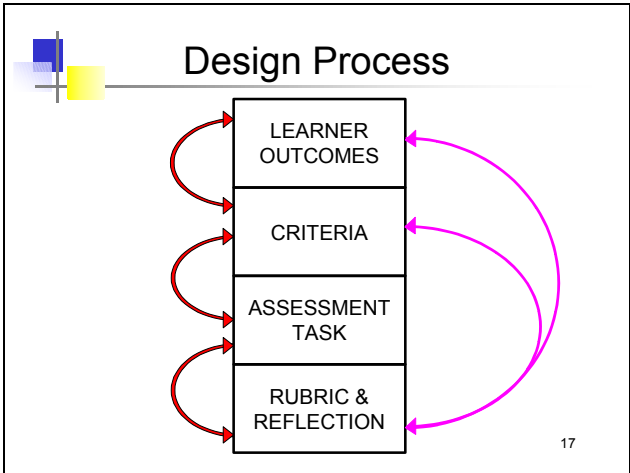 Design Process
LEARNER
OUTCOMES
CRITERIA
ASSESSMENT
TASK
RUBRIC &
REFLECTION
17